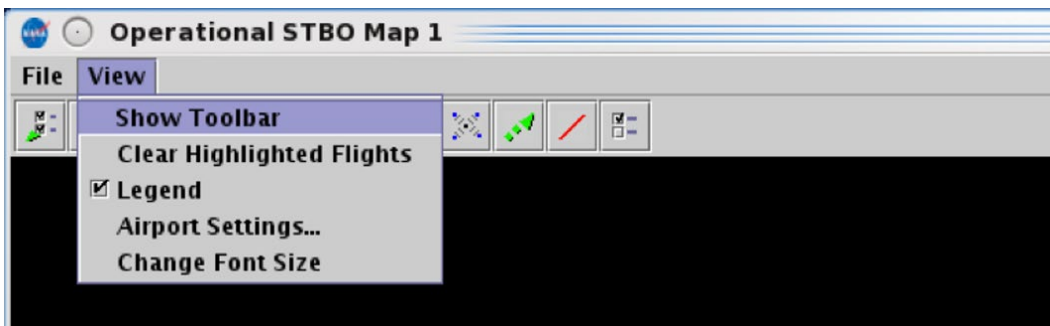 Operational STBO Map 1
File View
Show Toolbar
Clear Highlighted Flights
Legend
Airport Settings...
Change Font Size